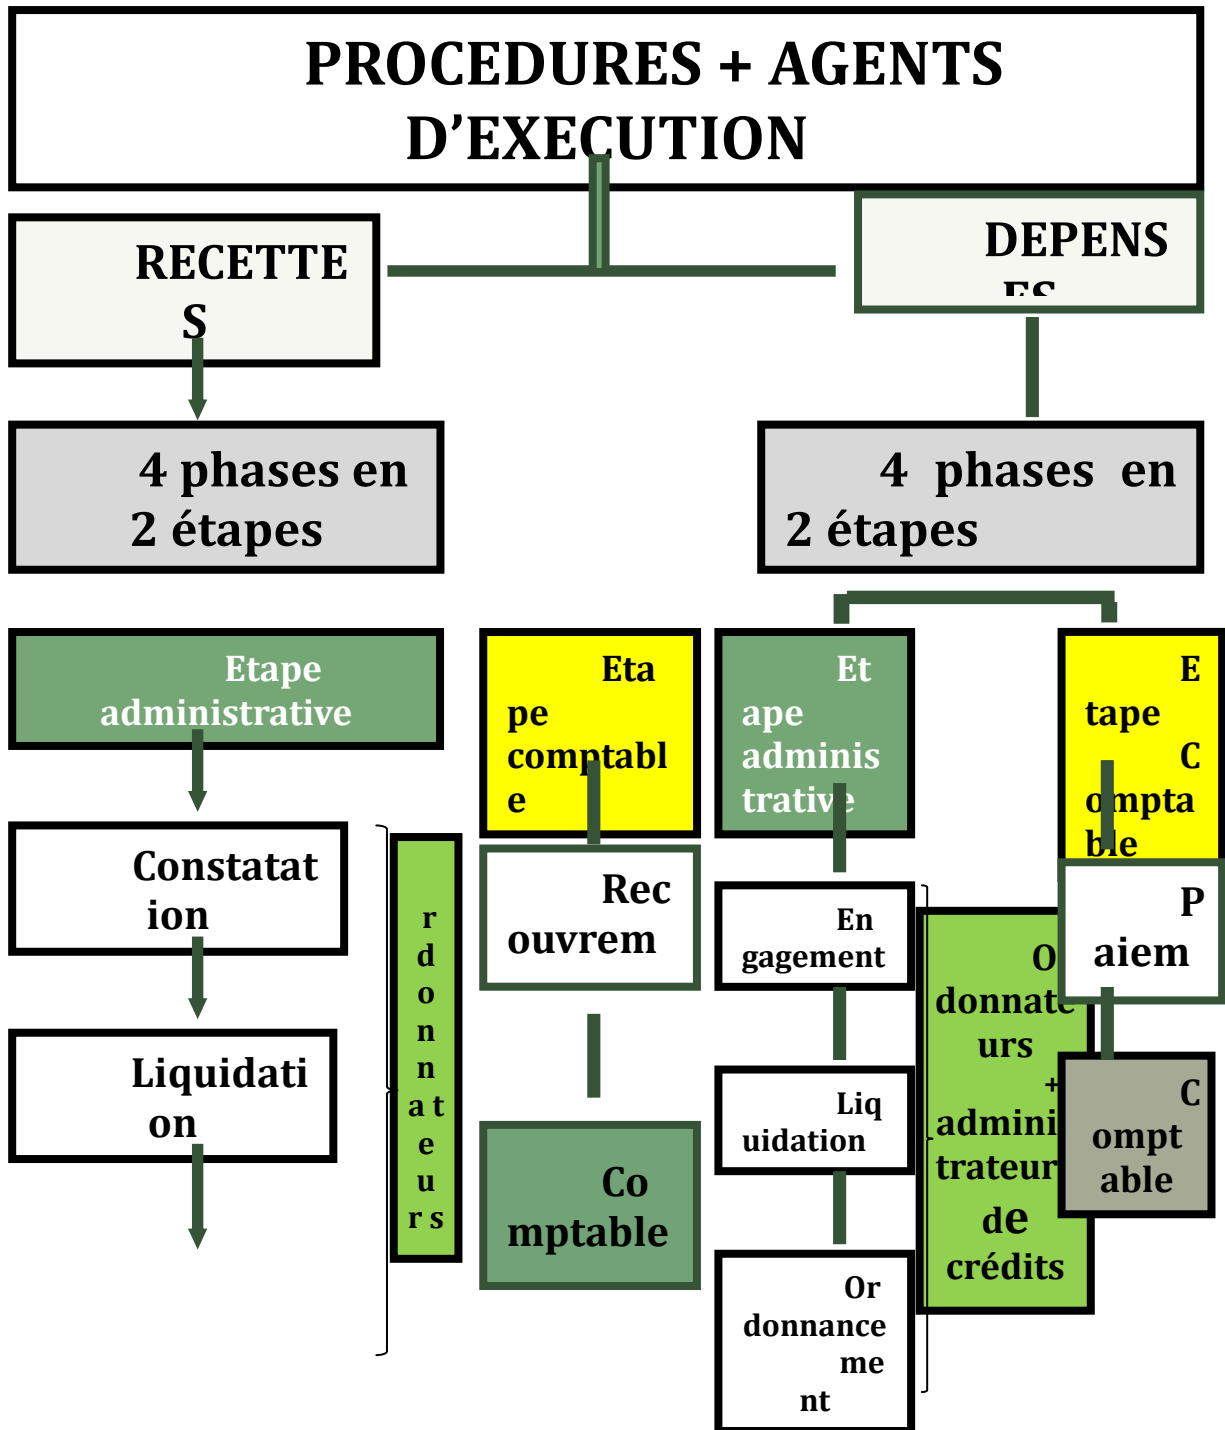 PROCEDURES + AGENTS
D’EXECUTION
RECETTE
S
DEPENS
ES
4 phases en
2 étapes
4 phases en
2 étapes
Etape
administrative
Eta
pe
comptabl
e
Et
ape
adminis
trative
E
tape
C
ompta
ble
Constatat
ion
Liquidati
on
r
d
o
n
n
a t
e
u
r s
Rec
ouvrem
Co
mptable
En
gagement
Liq
uidation
Or
donnance
me
nt
O
donnate
urs
+
admini
trateur
de
crédits
P
aiem
C
ompt
able